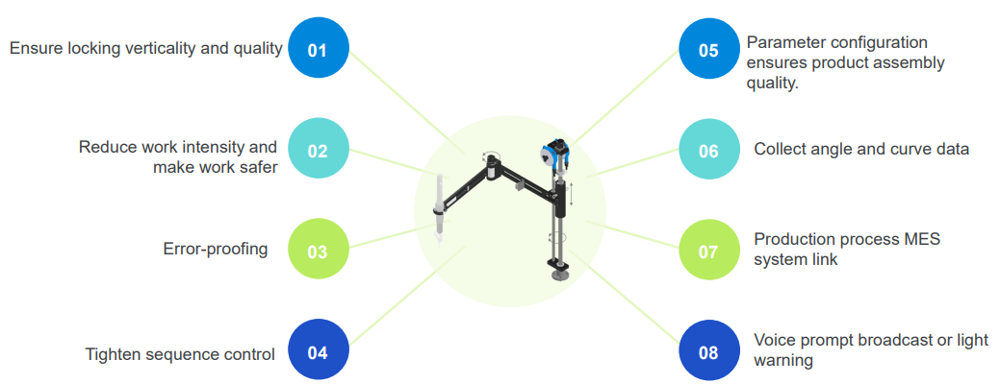 01
Ensure locking verticality and quality
02
Reduce work intensity and
make work safer
03
Error-proofing
04
Tighten sequence control
05
Parameter configuration
ensures product assembly
quality.
06
Collect angle and curve data
07
Production process MES
system link
08
Voice prompt broadcast or light
warning